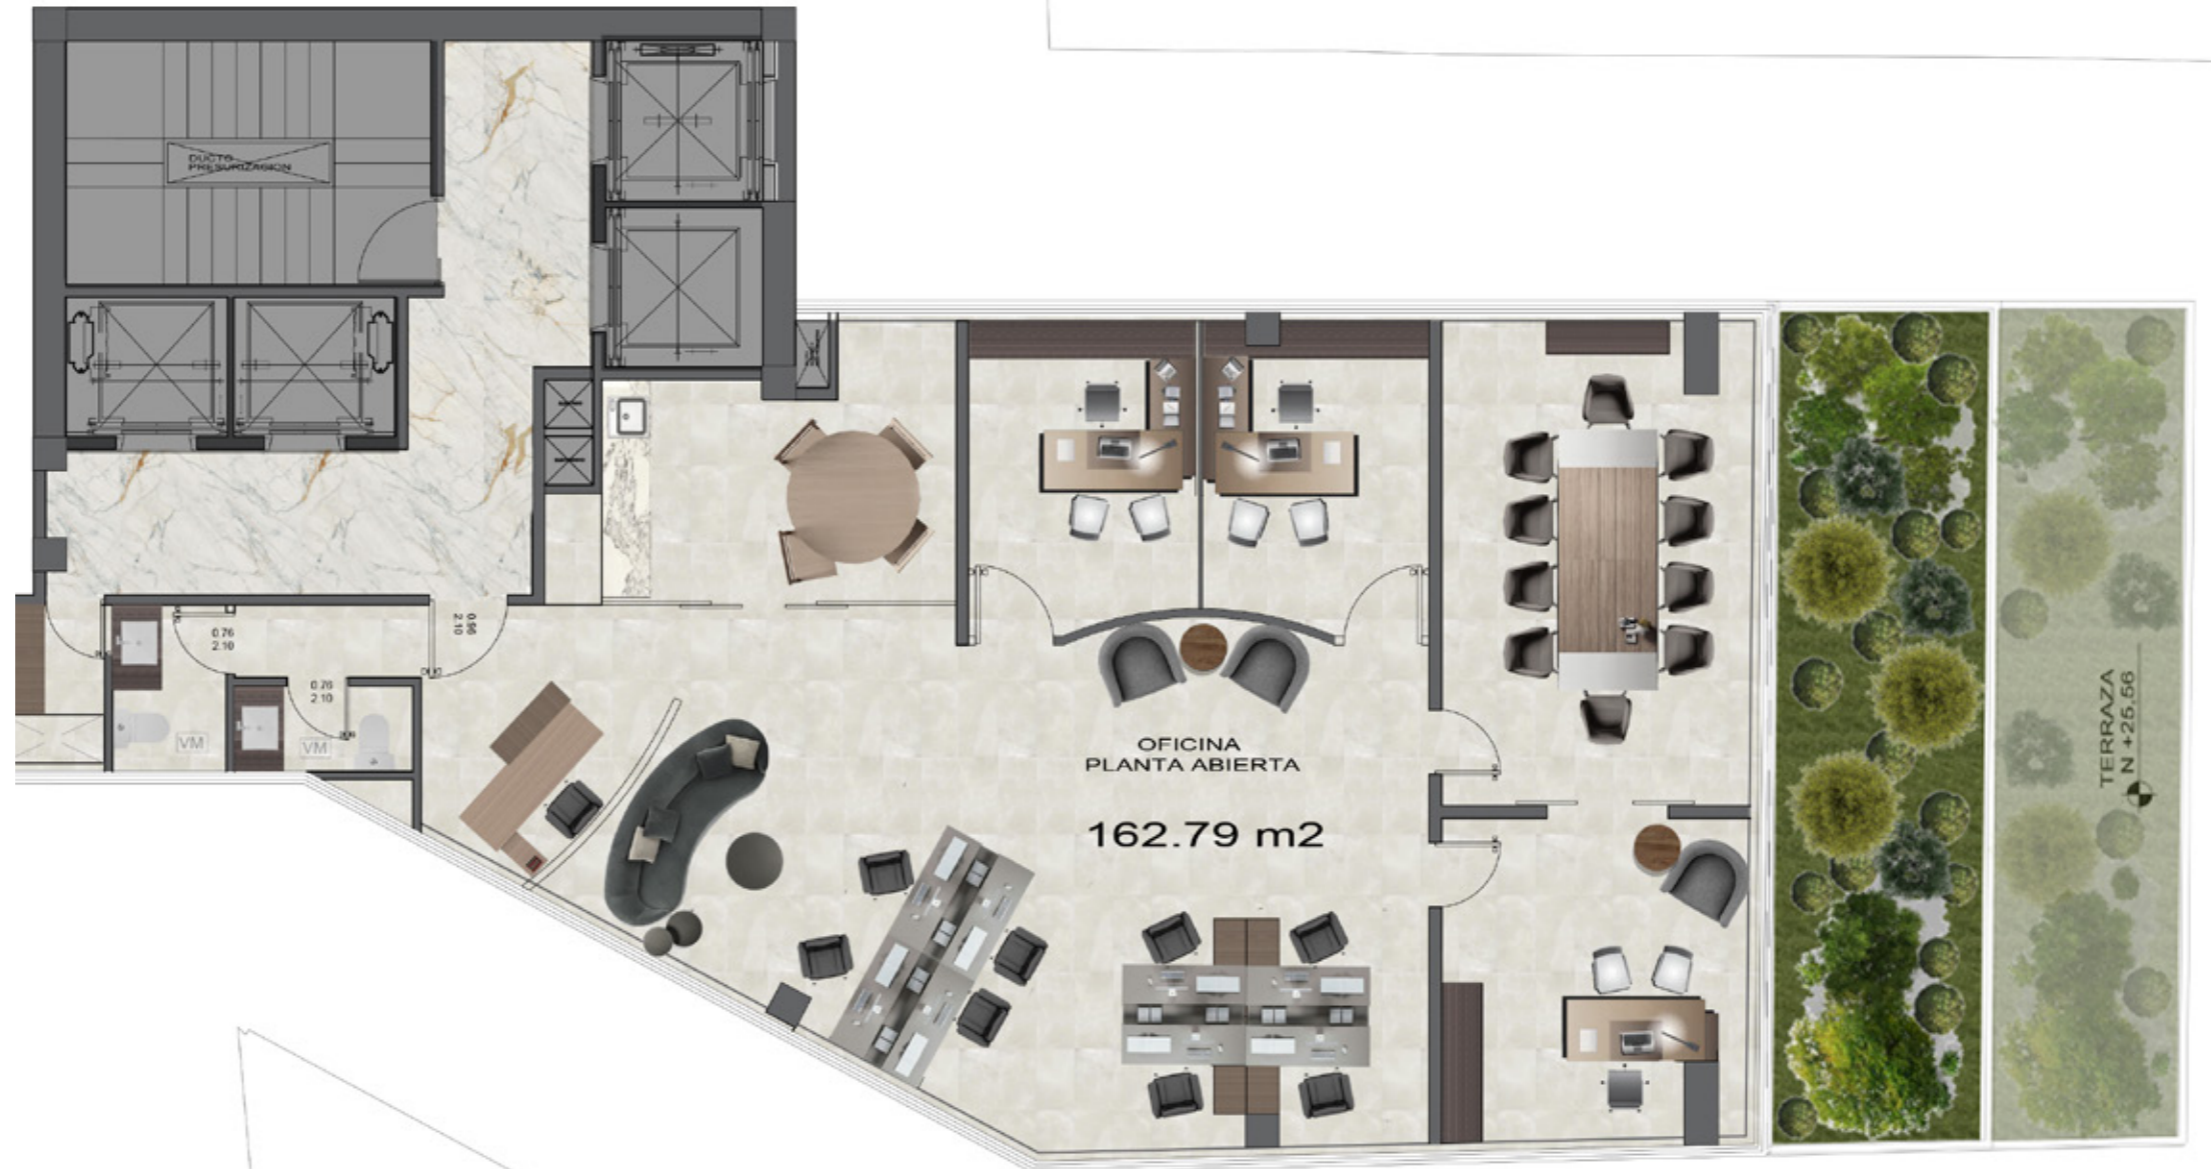 DUCTO
PRESURIZACION
0.76
2.10
0.96
2.10
0.76
2.10
VM
VM
OFICINA
PLANTA ABIERTA
162.79 m2
TERRAZA
N +25.56